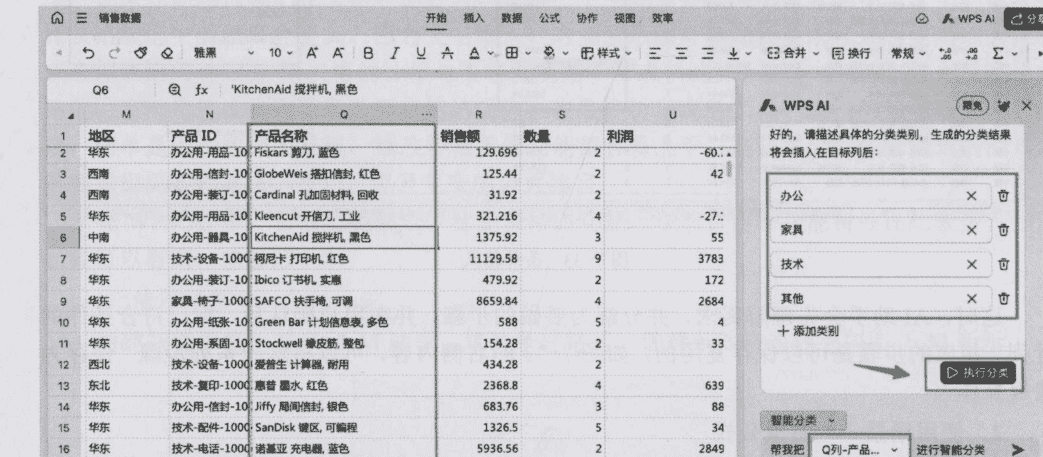 销售数据 开始 插入 数据 公式 协作 视图 效率 WPS AI 分享
雅黑 10 A⁺ A⁻ B I U A A 样式 合并 换行 常规 Σ
Q6 fx 'KitchenAid 搅拌机, 黑色
M N Q R S U
1 地区 产品 ID 产品名称 销售额 数量 利润
2 华东 办公用-用品-10 Fiskars 剪刀, 蓝色 129.696 2 -60.
3 西南 办公用-信封-10 GlobeWeis 搭扣信封, 红色 125.44 2 42
4 西南 办公用-装订-10 Cardinal 孔加固材料, 回收 31.92 2
5 华东 办公用-用品-10 Kleencut 开信刀, 工业 321.216 4 -27.
6 中南 办公用-器具-10 KitchenAid 搅拌机, 黑色 1375.92 3 55
7 华东 技术-设备-1000 柯尼卡 打印机, 红色 11129.58 9 3783
8 华东 办公用-装订-10 Ibico 订书机, 实惠 479.92 2 172
9 华东 家具-椅子-1000 SAFCO 扶手椅, 可调 8659.84 4 2684
10 华东 办公用-纸张-10 Green Bar 计划信息表, 多色 588 5 4
11 华东 办公用-系固-10 Stockwell 橡皮筋, 整包 154.28 2 33
12 西北 技术-设备-1000 爱普生 计算器, 耐用 434.28 2
13 东北 技术-复印-1000 惠普 墨水, 红色 2368.8 4 639
14 华东 办公用-信封-10 Jiffy 局间信封, 银色 683.76 3 88
15 华东 技术-配件-1000 SanDisk 键区, 可编程 1326.5 5 34
16 华东 技术-电话-1000 诺基亚 充电器, 蓝色 5936.56 2 2849
WPS AI 限免
好的，请描述具体的分类类别，生成的分类结果
将会插入在目标列后：
办公
家具
技术
其他
添加类别
执行分类
智能分类
帮我把 Q列-产品... 进行智能分类